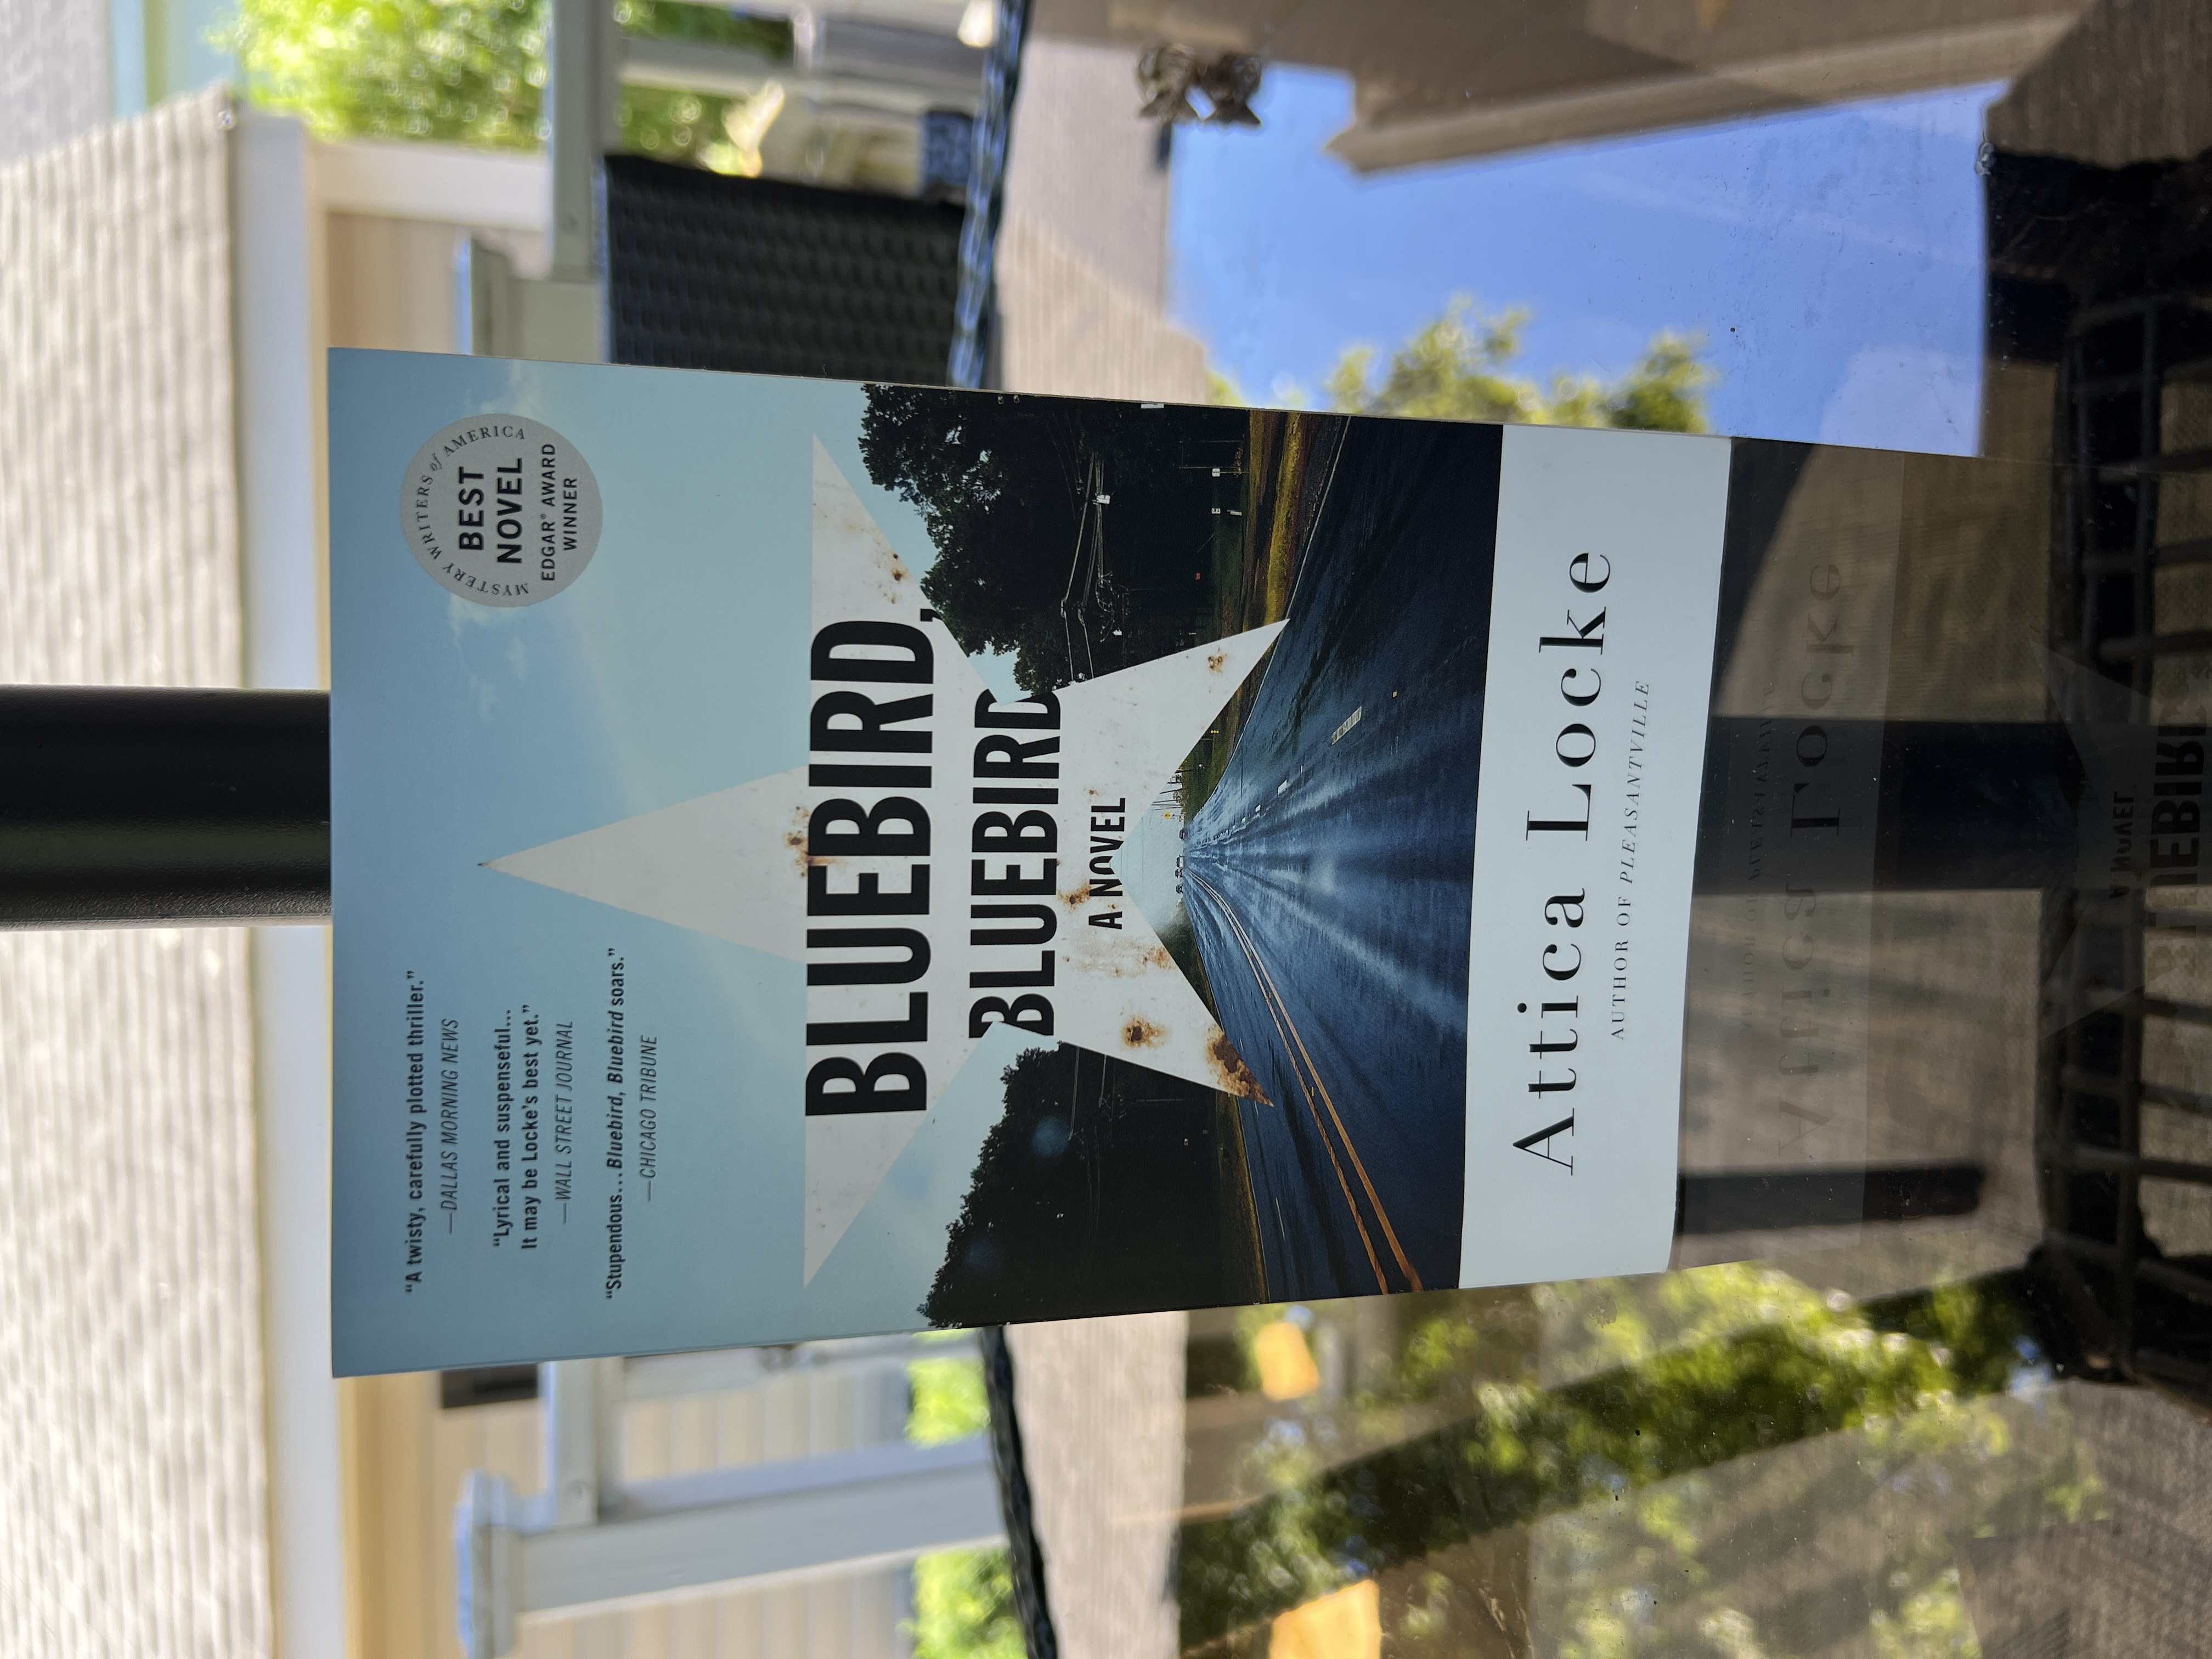 “A twisty, carefully plotted thriller.”
—DALLAS MORNING NEWS
“Lyrical and suspenseful...
It may be Locke’s best yet.”
—WALL STREET JOURNAL
“Stupendous... Bluebird, Bluebird soars.”
—CHICAGO TRIBUNE
MYSTERY WRITERS of AMERICA
BEST
NOVEL
EDGAR® AWARD
WINNER
BLUEBIRD,
BLUEBIRD
A NOVEL
Attica Locke
AUTHOR OF PLEASANTVILLE